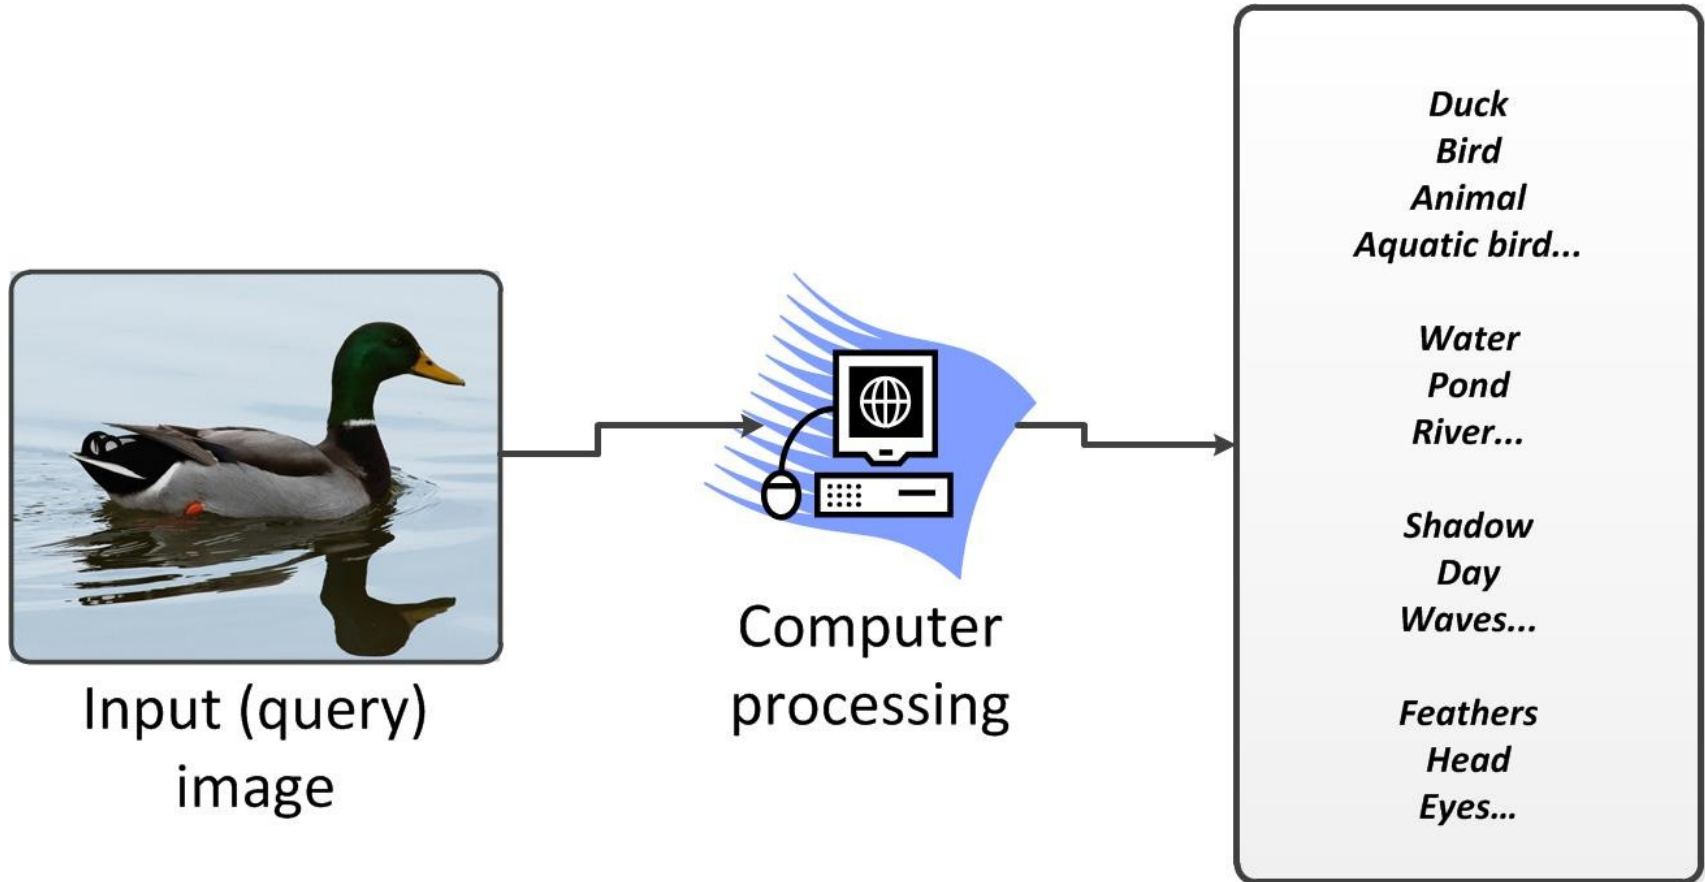 Input (query)
image
Computer
processing
Duck
Bird
Animal
Aquatic bird...
Water
Pond
River...
Shadow
Day
Waves...
Feathers
Head
Eyes...